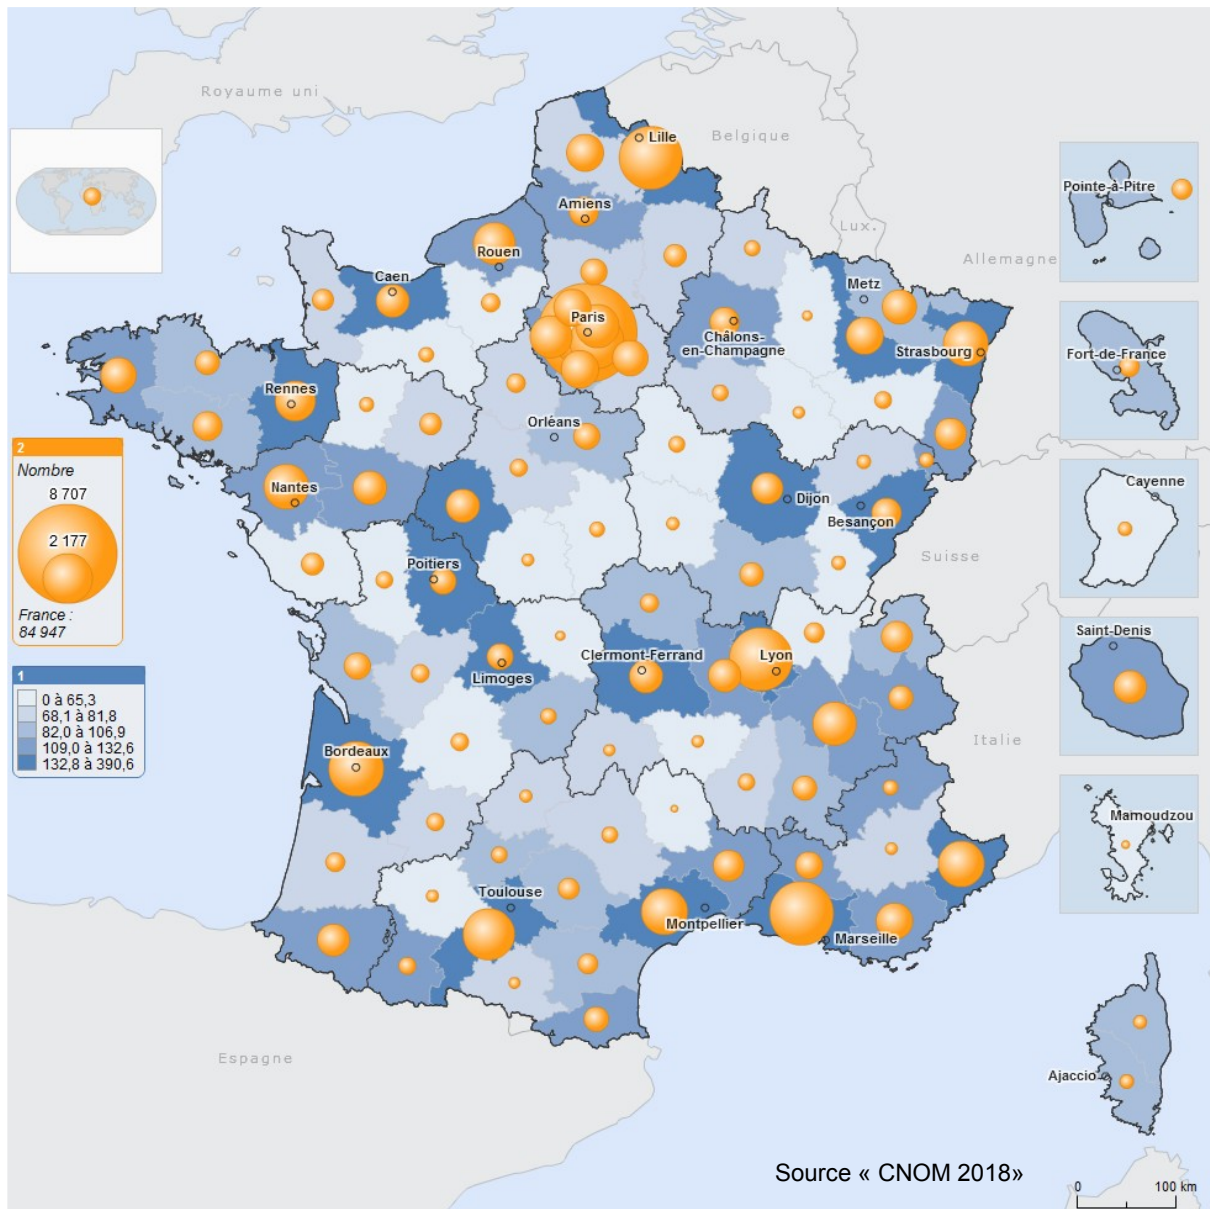 Royaume uni
Belgique
Lille
Pointe-à-Pitre
Amiens
Lux.
Rouen
Allemagne
Caen
Metz
Paris
Châlons-
en-Champagne
Strasbourg
Fort-de-France
Rennes
Orléans
2
Nombre
8 707
2 177
France :
84 947
Nantes
Dijon
Besançon
Cayenne
Suisse
Poitiers
Saint-Denis
Clermont-Ferrand
Lyon
Limoges
1
0 à 65,3
68,1 à 81,8
82,0 à 106,9
109,0 à 132,6
132,8 à 390,6
Italie
Bordeaux
Mamoudzou
Toulouse
Montpellier
Marseille
Espagne
Ajaccio
Source « CNOM 2018»
0 100 km